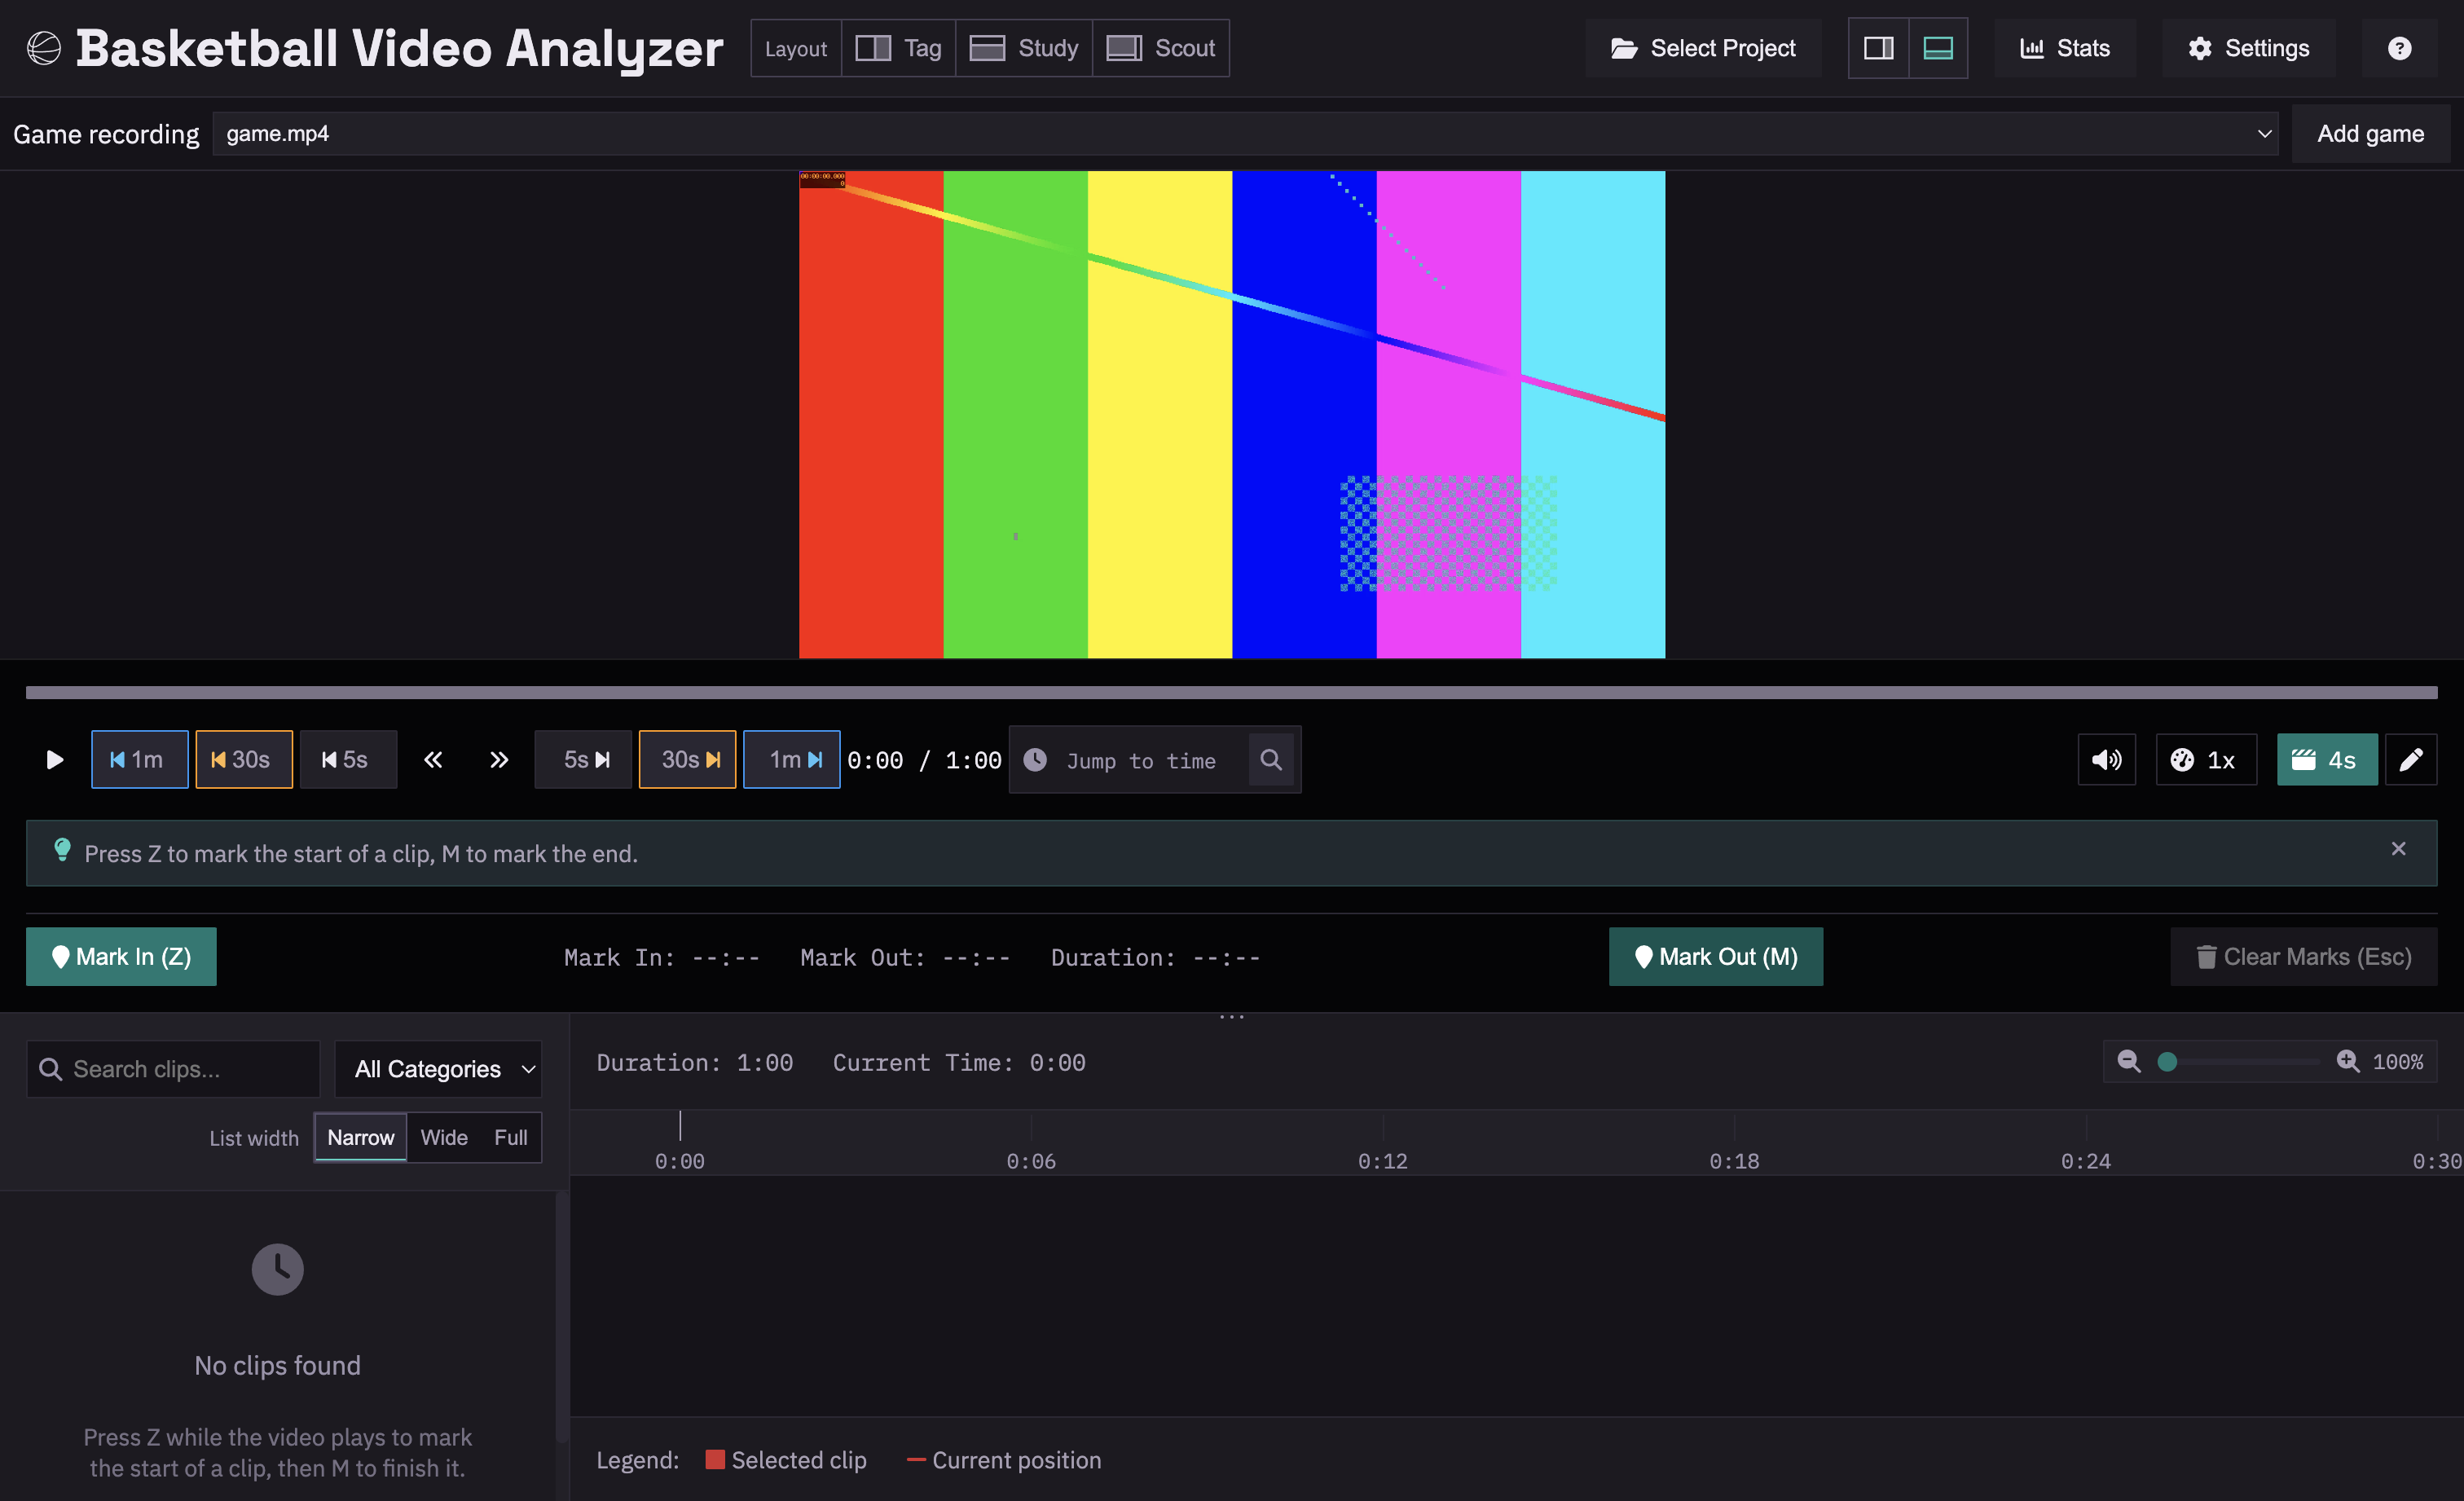 Basketball Video Analyzer
Layout Tag Study Scout
Select Project
Stats
Settings
?
Game recording game.mp4 Add game
00:00:00.000
0
1m 30s 5s 5s 30s 1m 0:00 / 1:00 Jump to time 1x 4s
Press Z to mark the start of a clip, M to mark the end.
Mark In (Z) Mark In: --:-- Mark Out: --:-- Duration: --:-- Mark Out (M) Clear Marks (Esc)
Search clips... All Categories
List width Narrow Wide Full
No clips found
Press Z while the video plays to mark
the start of a clip, then M to finish it.
Duration: 1:00 Current Time: 0:00 100%
0:00 0:06 0:12 0:18 0:24 0:30
Legend: Selected clip Current position